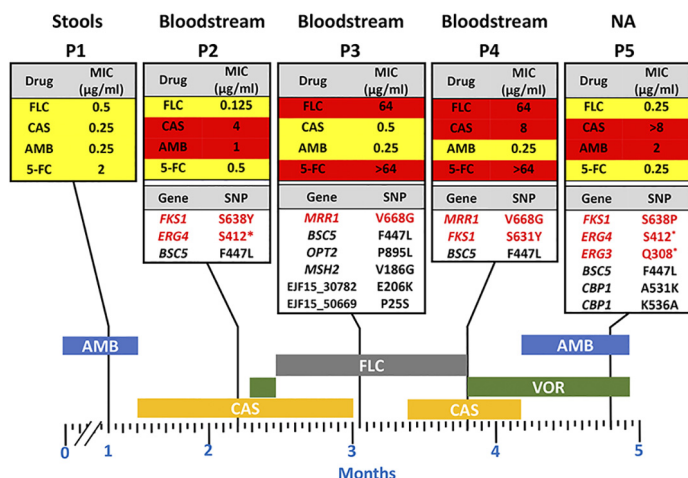 Stools Bloodstream Bloodstream Bloodstream NA
P1 P2 P3 P4 P5
Drug MIC (µg/ml)
FLC 0.5
CAS 0.25
AMB 0.25
5-FC 2
Drug MIC (µg/ml)
FLC 0.125
CAS 4
AMB 1
5-FC 0.5
Gene SNP
FKS1 S638Y
ERG4 S412*
BSC5 F447L
Drug MIC (µg/ml)
FLC 64
CAS 0.5
AMB 0.25
5-FC >64
Gene SNP
MRR1 V668G
BSC5 F447L
OPT2 P895L
MSH2 V186G
EJF15_30782 E206K
EJF15_50669 P25S
Drug MIC (µg/ml)
FLC 64
CAS 8
AMB 0.25
5-FC >64
Gene SNP
MRR1 V668G
FKS1 S631Y
BSC5 F447L
Drug MIC (µg/ml)
FLC 0.25
CAS >8
AMB 2
5-FC 0.25
Gene SNP
FKS1 S638P
ERG4 S412*
ERG3 Q308*
BSC5 F447L
CBP1 A531K
CBP1 K536A
AMB AMB
FLC
VOR
CAS CAS
0 1 2 3 4 5
Months